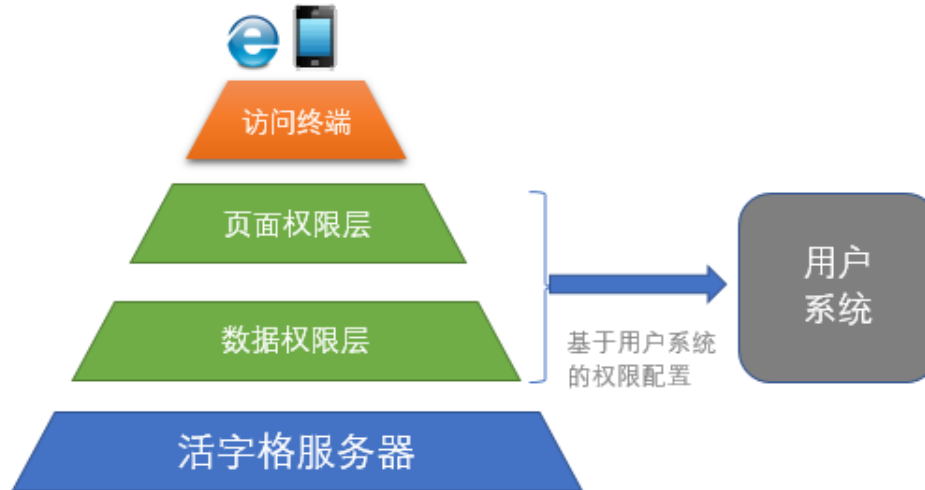 访问终端
页面权限层
数据权限层
活字格服务器
基于用户系统
的权限配置
用户
系统